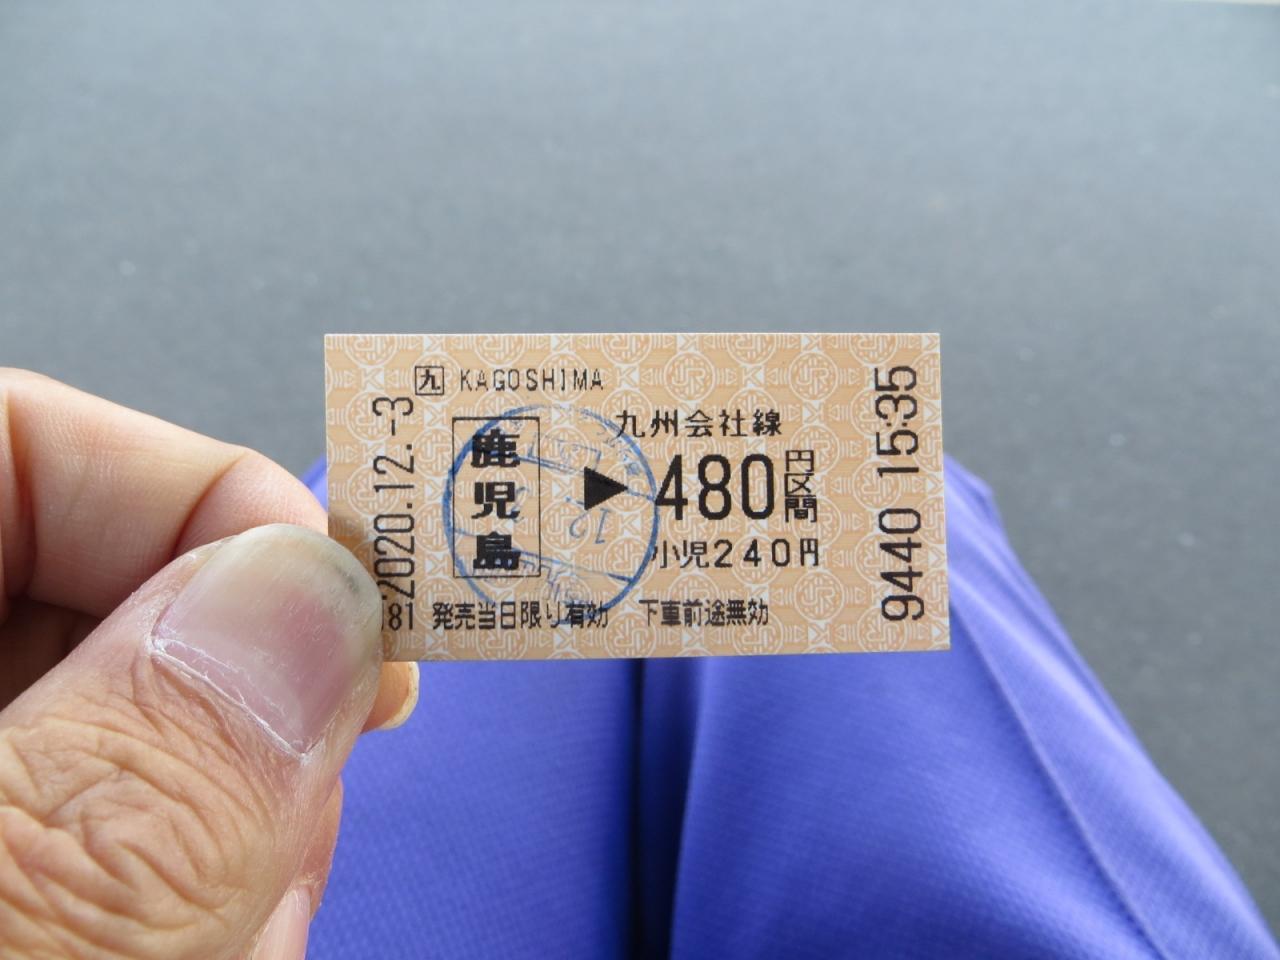 九 KAGOSHIMA
鹿児島
九州会社線
▶480円区間
小児240円
発売当日限り有効 下車前途無効
2020.12.-3
81
9440 15:35
12